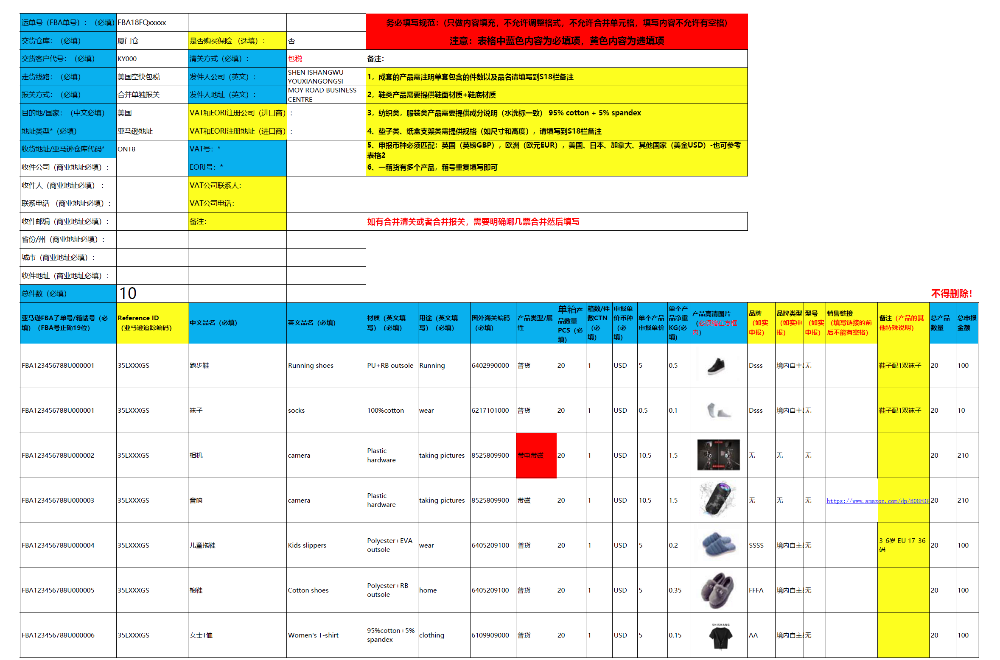 运单号（FBA单号）：（必填） FBA18FQxxxxx
务必填写规范：(只做内容填充，不允许调整格式，不允许合并单元格，填写内容不允许有空格)
交货仓库：（必填） 厦门仓 是否购买保险 （选填）： 否
注意：表格中蓝色内容为必填项，黄色内容为选填项
交货客户代号：（必填） KY000 清关方式（必填）： 包税 备注：
走货线路：（必填） 美国空快包税 发件人公司（英文）： SHEN ISHANGWU
YOUXIANGONGSI
1，成套的产品需注明单套包含的件数以及品名请填写到S18栏备注
报关方式：（必填） 合并单独报关 发件人地址（英文）： MOY ROAD BUSINESS
CENTRE
2，鞋类产品需要提供鞋面材质+鞋底材质
目的地/国家：（中文必填） 美国 VAT和EORI注册公司（进口商）：
3，纺织类，服装类产品需要提供成分说明（水洗标一致） 95% cotton + 5% spandex
地址类型*（必填） 亚马逊地址 VAT和EORI注册地址（进口商）：
4、垫子类、纸盒支架类需提供规格（如尺寸和高度），请填写到S18栏备注
收货地址/亚马逊仓库代码* ONT8 VAT号：*
5、申报币种必须匹配：英国（英镑GBP），欧洲（欧元EUR），美国、日本、加拿大、其他国家（美金USD）-也可参考
表格2
收件公司（商业地址必填）： EORI号：*
6、一箱货有多个产品，箱号重复填写即可
收件人（商业地址必填） ： VAT公司联系人：
联系电话 （商业地址必填）： VAT公司电话：
收件邮编（商业地址必填）： 备注： 如有合并清关或者合并报关，需要明确哪几票合并然后填写
省份/州（商业地址必填）：
城市（商业地址必填）：
收件地址（商业地址必填）：
总件数（必填） 10 不得删除！
亚马逊FBA子单号/箱唛号（必
填）（FBA号正确19位）
Reference ID
（亚马逊追踪编码）
中文品名（必填）
英文品名（必填）
材质（英文填
写）（必填）
用途（英文填
写）（必填）
国外海关编码
（必填）
产品类型/属
性
单箱产
品数量
PCS（必
填）
箱数/件
数CTN
（必
填）
申报单
价币种
（必
填）
单个产品
申报单价
单个产
品净重
KG(必
填)
产品高清图片
（必须缩在方框
内）
品牌
（如实
申报）
品牌类型
（如实申
报）
型号
（如实
申报）
销售链接
（填写链接的前
后不能有空格）
备注（产品的其
他特殊说明）
总产品
数量
总申报
金额
FBA123456788U000001 35LXXXGS 跑步鞋 Running shoes PU+RB outsole Running 6402990000 普货 20 1 USD 5 0.5 Dsss 境内自主 无 鞋子配1双袜子 20 100
FBA123456788U000001 35LXXXGS 袜子 socks 100%cotton wear 6217101000 普货 20 1 USD 0.5 0.1 Dsss 境内自主 无 鞋子配1双袜子 20 10
FBA123456788U000002 35LXXXGS 相机 camera Plastic
hardware
taking pictures 8525809900 带电带磁 20 1 USD 10.5 1.5 无 无 无 20 210
FBA123456788U000003 35LXXXGS 音响 camera Plastic
hardware
taking pictures 8525809900 带磁 20 1 USD 10.5 1.5 无 无 无 https://www.amazon.com/dp/B08FDP 20 210
FBA123456788U000004 35LXXXGS 儿童拖鞋 Kids slippers Polyester+EVA
outsole
wear 6405209100 普货 20 1 USD 5 0.2 SSSS 境内自主 无 3-6岁 EU 17-36
码
20 100
FBA123456788U000005 35LXXXGS 棉鞋 Cotton shoes Polyester+RB
outsole
home 6405209100 普货 20 1 USD 5 0.35 FFFA 境内自主 无 20 100
SHISHANG
FBA123456788U000006 35LXXXGS 女士T恤 Women's T-shirt 95%cotton+5%
spandex
clothing 6109909000 普货 20 1 USD 5 0.15 AA 境内自主 无 20 100